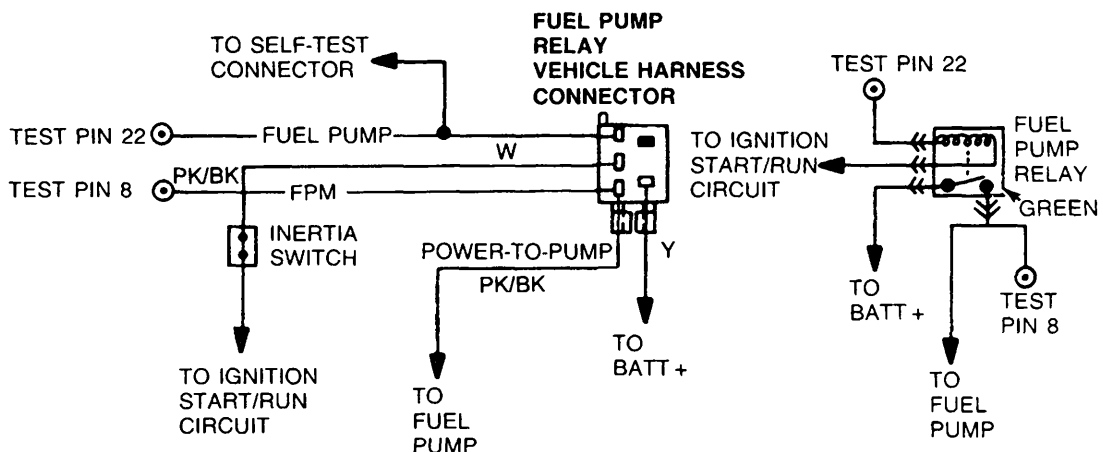 FUEL PUMP
RELAY
VEHICLE HARNESS
CONNECTOR
TO SELF-TEST
CONNECTOR
TEST PIN 22
FUEL PUMP
W
PK/BK
TEST PIN 8
FPM
INERTIA
SWITCH
POWER-TO-PUMP
PK/BK
Y
TO IGNITION
START/RUN
CIRCUIT
TO
FUEL
PUMP
TO
BATT +
TEST PIN 22
TO IGNITION
START/RUN
CIRCUIT
FUEL
PUMP
RELAY
GREEN
TO
BATT +
TEST
PIN 8
TO
FUEL
PUMP